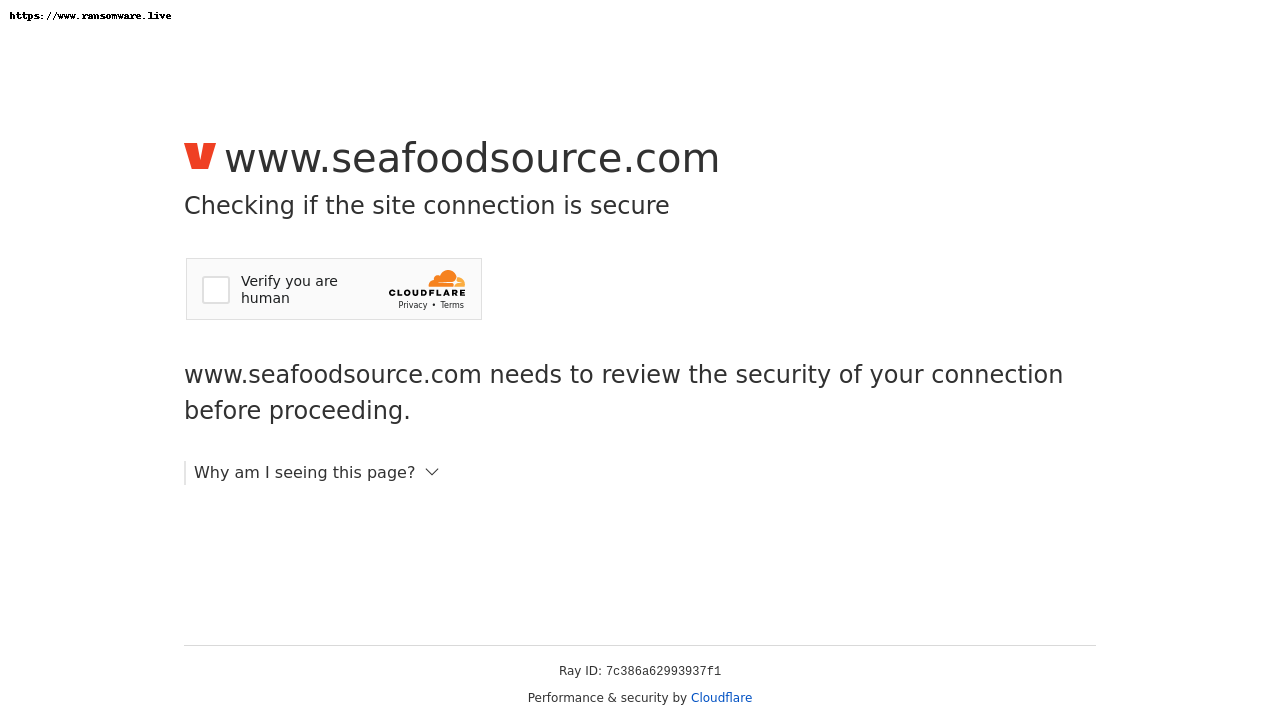 https://www.ransomware.live
www.seafoodsource.com
Checking if the site connection is secure
Verify you are
human
CLOUDFLARE
Privacy • Terms
www.seafoodsource.com needs to review the security of your connection
before proceeding.
Why am I seeing this page?
Ray ID: 7c386a62993937f1
Performance & security by Cloudflare